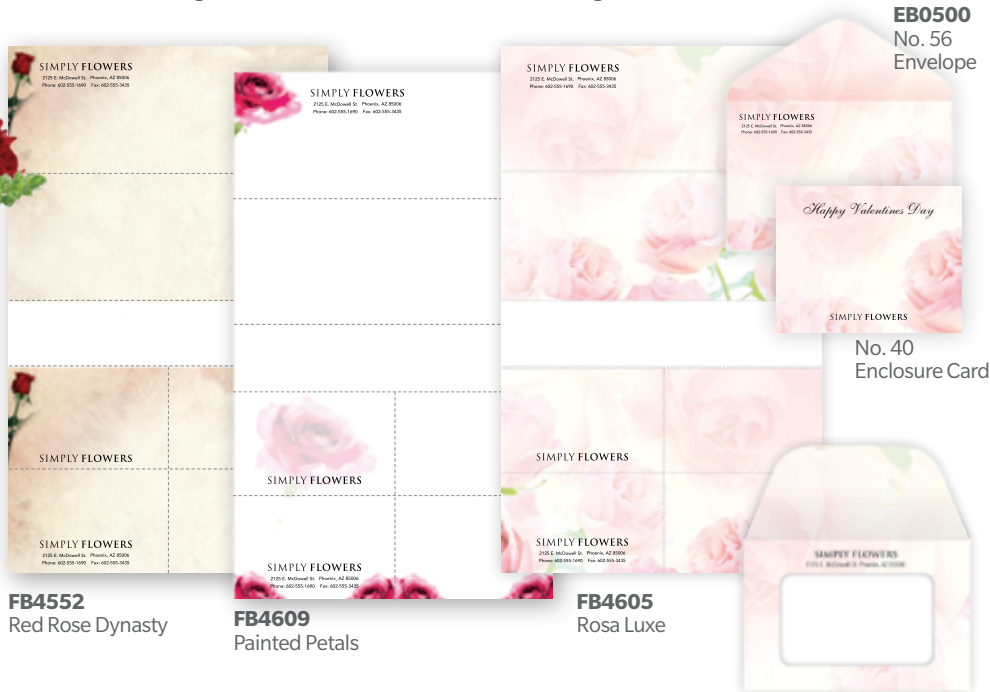 EB0500
No. 56
Envelope
SIMPLY FLOWERS
2125 E. McDowell St. Phoenix, AZ 85006
Phone: 602-555-1690 Fax: 602-555-3435
SIMPLY FLOWERS
2125 E. McDowell St. Phoenix, AZ 85006
Phone: 602-555-1690 Fax: 602-555-3435
SIMPLY FLOWERS
2125 E. McDowell St. Phoenix, AZ 85006
Phone: 602-555-1690 Fax: 602-555-3435
SIMPLY FLOWERS
2125 E. McDowell St. Phoenix, AZ 85006
Phone: 602-555-1690 Fax: 602-555-3435
Happy Valentines Day
SIMPLY FLOWERS
No. 40
Enclosure Card
SIMPLY FLOWERS
SIMPLY FLOWERS
SIMPLY FLOWERS
SIMPLY FLOWERS
2125 E. McDowell St. Phoenix, AZ 85006
Phone: 602-555-1690 Fax: 602-555-3435
SIMPLY FLOWERS
2125 E. McDowell St. Phoenix, AZ 85006
Phone: 602-555-1690 Fax: 602-555-3435
SIMPLY FLOWERS
2125 E. McDowell St. Phoenix, AZ 85006
Phone: 602-555-1690 Fax: 602-555-3435
SIMPLY FLOWERS
FB4552
Red Rose Dynasty
FB4609
Painted Petals
FB4605
Rosa Luxe